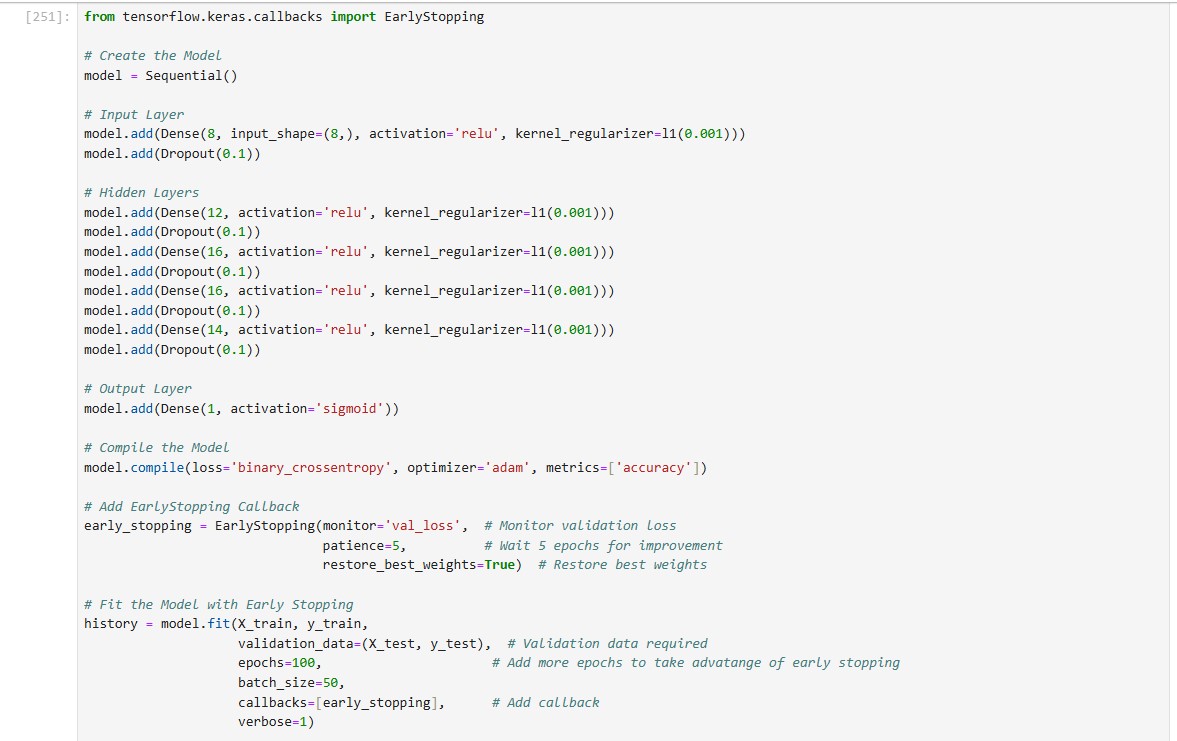 [251]: from tensorflow.keras.callbacks import EarlyStopping
# Create the Model
model = Sequential()
# Input Layer
model.add(Dense(8, input_shape=(8,), activation='relu', kernel_regularizer=l1(0.001)))
model.add(Dropout(0.1))
# Hidden Layers
model.add(Dense(12, activation='relu', kernel_regularizer=l1(0.001)))
model.add(Dropout(0.1))
model.add(Dense(16, activation='relu', kernel_regularizer=l1(0.001)))
model.add(Dropout(0.1))
model.add(Dense(16, activation='relu', kernel_regularizer=l1(0.001)))
model.add(Dropout(0.1))
model.add(Dense(14, activation='relu', kernel_regularizer=l1(0.001)))
model.add(Dropout(0.1))
# Output Layer
model.add(Dense(1, activation='sigmoid'))
# Compile the Model
model.compile(loss='binary_crossentropy', optimizer='adam', metrics=['accuracy'])
# Add EarlyStopping Callback
early_stopping = EarlyStopping(monitor='val_loss', # Monitor validation loss
patience=5, # Wait 5 epochs for improvement
restore_best_weights=True) # Restore best weights
# Fit the Model with Early Stopping
history = model.fit(X_train, y_train,
validation_data=(X_test, y_test), # Validation data required
epochs=100, # Add more epochs to take advatange of early stopping
batch_size=50,
callbacks=[early_stopping], # Add callback
verbose=1)